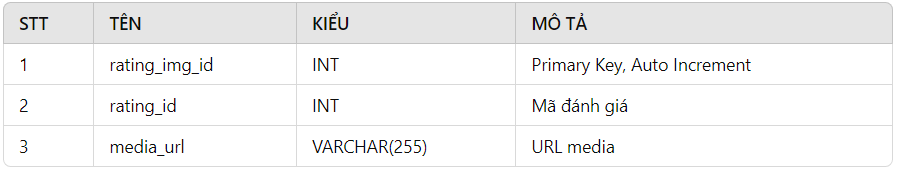 STT TÊN KIỂU MÔ TẢ
1 rating_img_id INT Primary Key, Auto Increment
2 rating_id INT Mã đánh giá
3 media_url VARCHAR(255) URL media